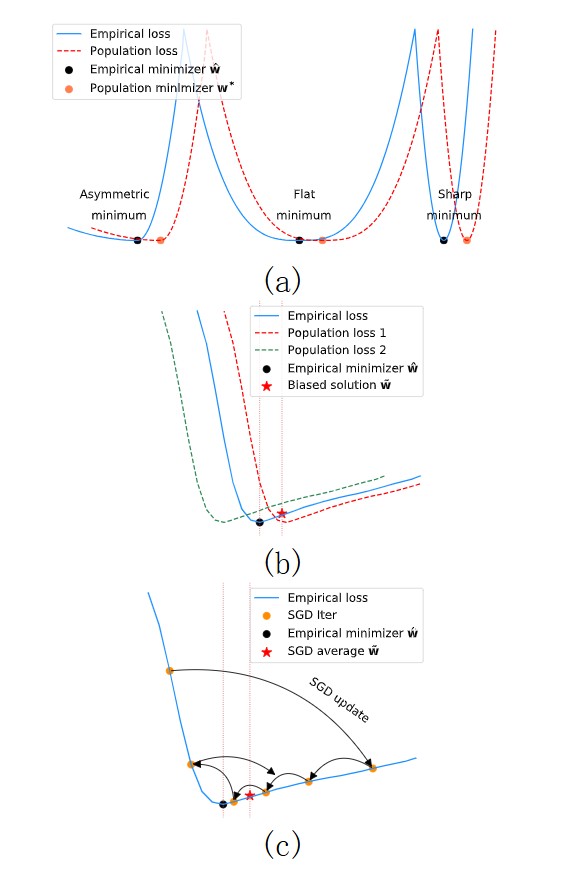 Empirical loss
Population loss
Empirical minimizer ŵ
Population minimizer w*
Asymmetric
minimum
Flat
minimum
Sharp
minimum
(a)
Empirical loss
Population loss 1
Population loss 2
Empirical minimizer ŵ
Biased solution w̃
(b)
Empirical loss
SGD Iter
Empirical minimizer ŵ
SGD average w̃
SGD update
(c)